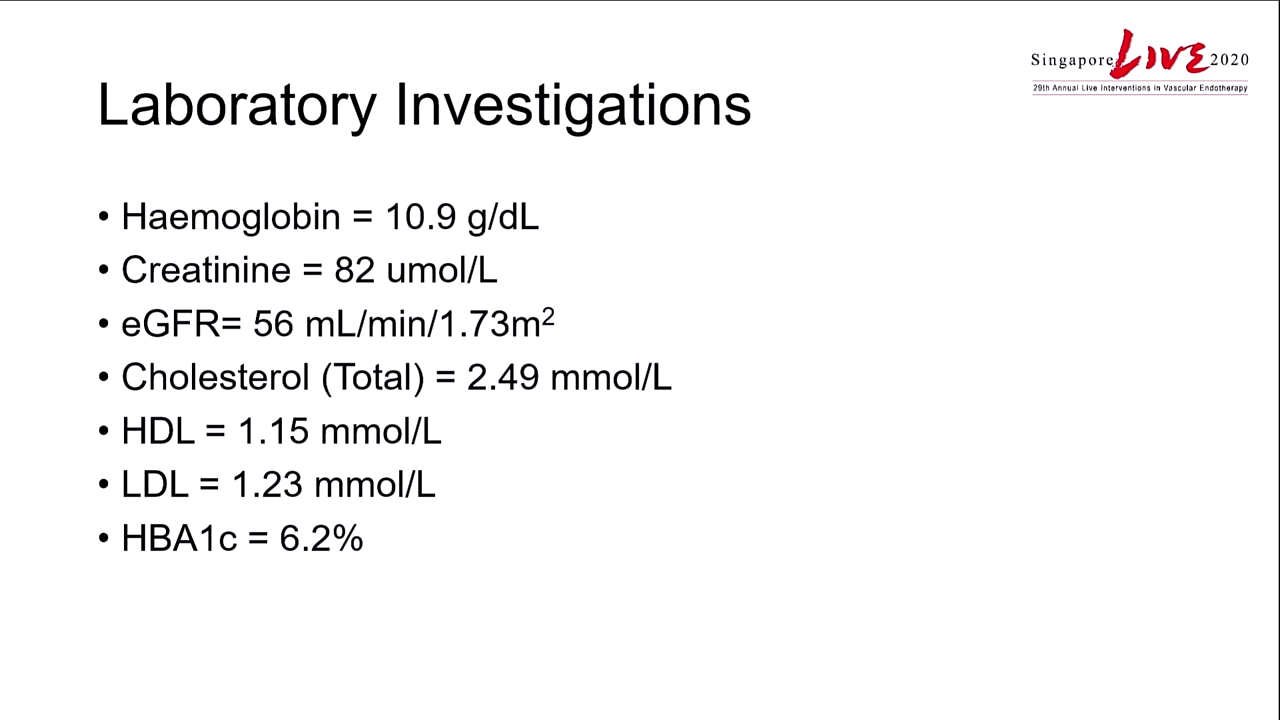 Singapore LIVE 2020
29th Annual Live Interventions in Vascular Endotherapy
Laboratory Investigations
• Haemoglobin = 10.9 g/dL
• Creatinine = 82 umol/L
• eGFR= 56 mL/min/1.73m²
• Cholesterol (Total) = 2.49 mmol/L
• HDL = 1.15 mmol/L
• LDL = 1.23 mmol/L
• HBA1c = 6.2%